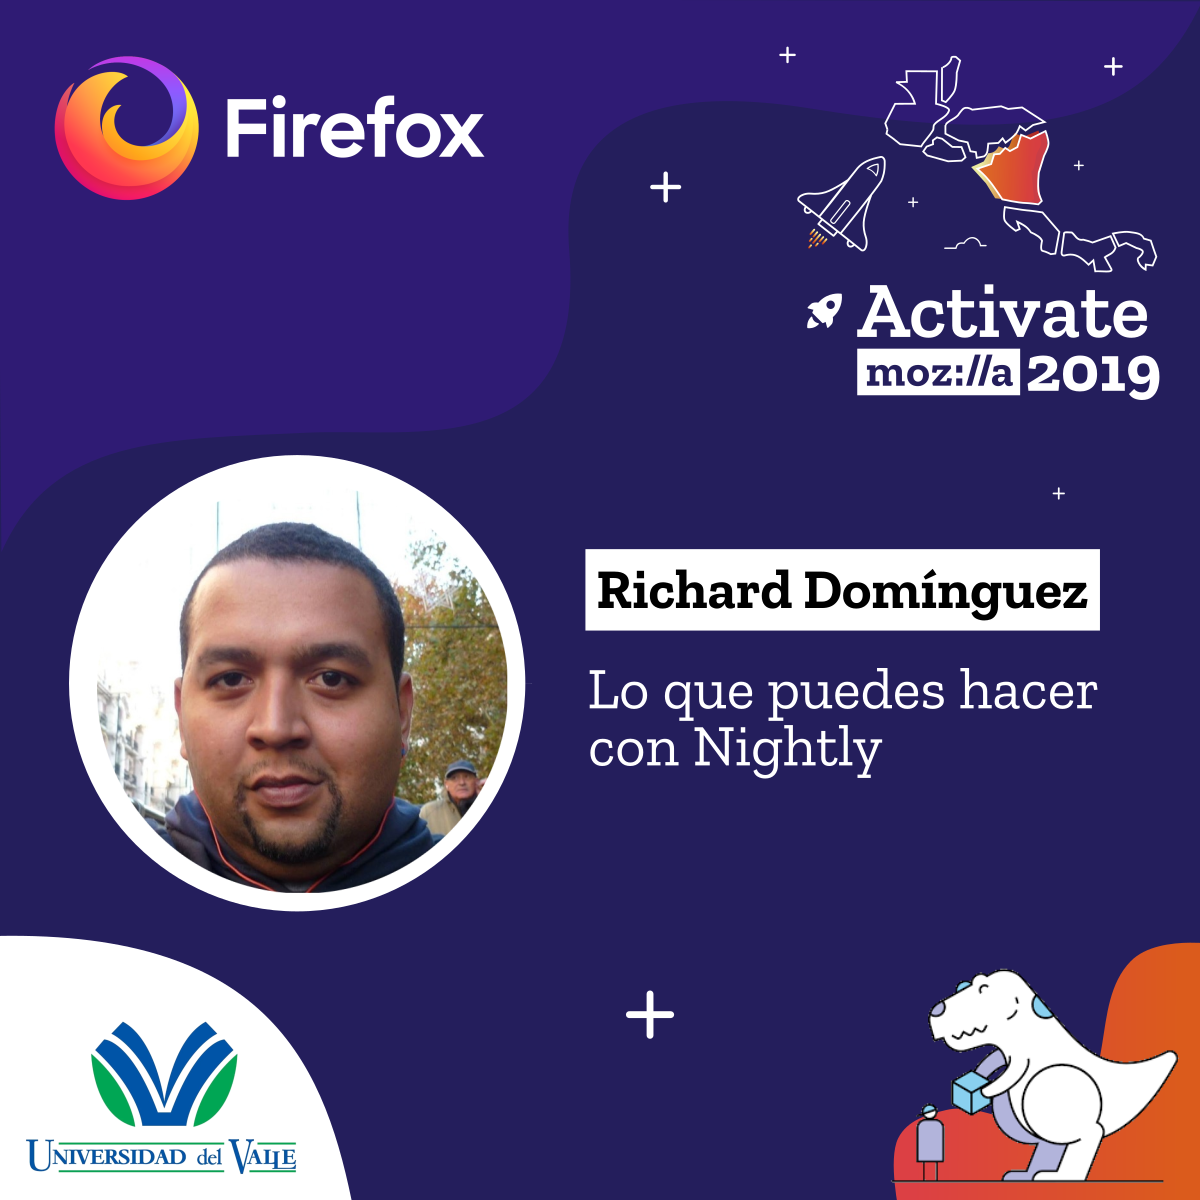 Firefox
Activate
moz://a 2019
Richard Domínguez
Lo que puedes hacer
con Nightly
UNIVERSIDAD del VALLE